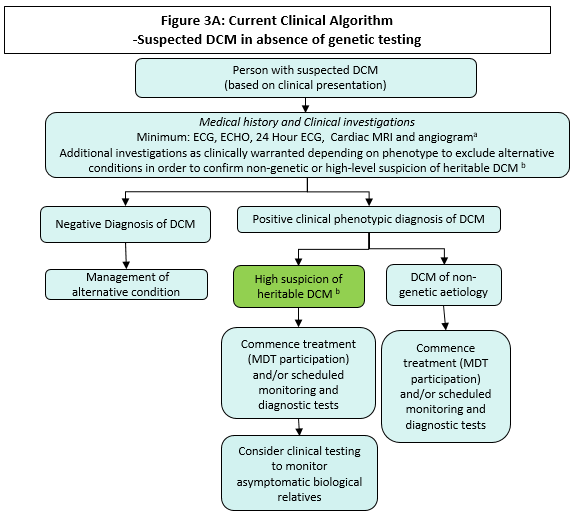 Figure 3A: Current Clinical Algorithm
-Suspected DCM in absence of genetic testing
Person with suspected DCM
(based on clinical presentation)
Medical history and Clinical investigations
Minimum: ECG, ECHO, 24 Hour ECG, Cardiac MRI and angiogramᵃ
Additional investigations as clinically warranted depending on phenotype to exclude alternative
conditions in order to confirm non-genetic or high-level suspicion of heritable DCM ᵇ
Negative Diagnosis of DCM
Positive clinical phenotypic diagnosis of DCM
Management of
alternative condition
High suspicion of
heritable DCM ᵇ
DCM of non-
genetic aetiology
Commence treatment
(MDT participation)
and/or scheduled
monitoring and
diagnostic tests
Commence
treatment (MDT
participation)
and/or scheduled
monitoring and
diagnostic tests
Consider clinical testing
to monitor
asymptomatic biological
relatives